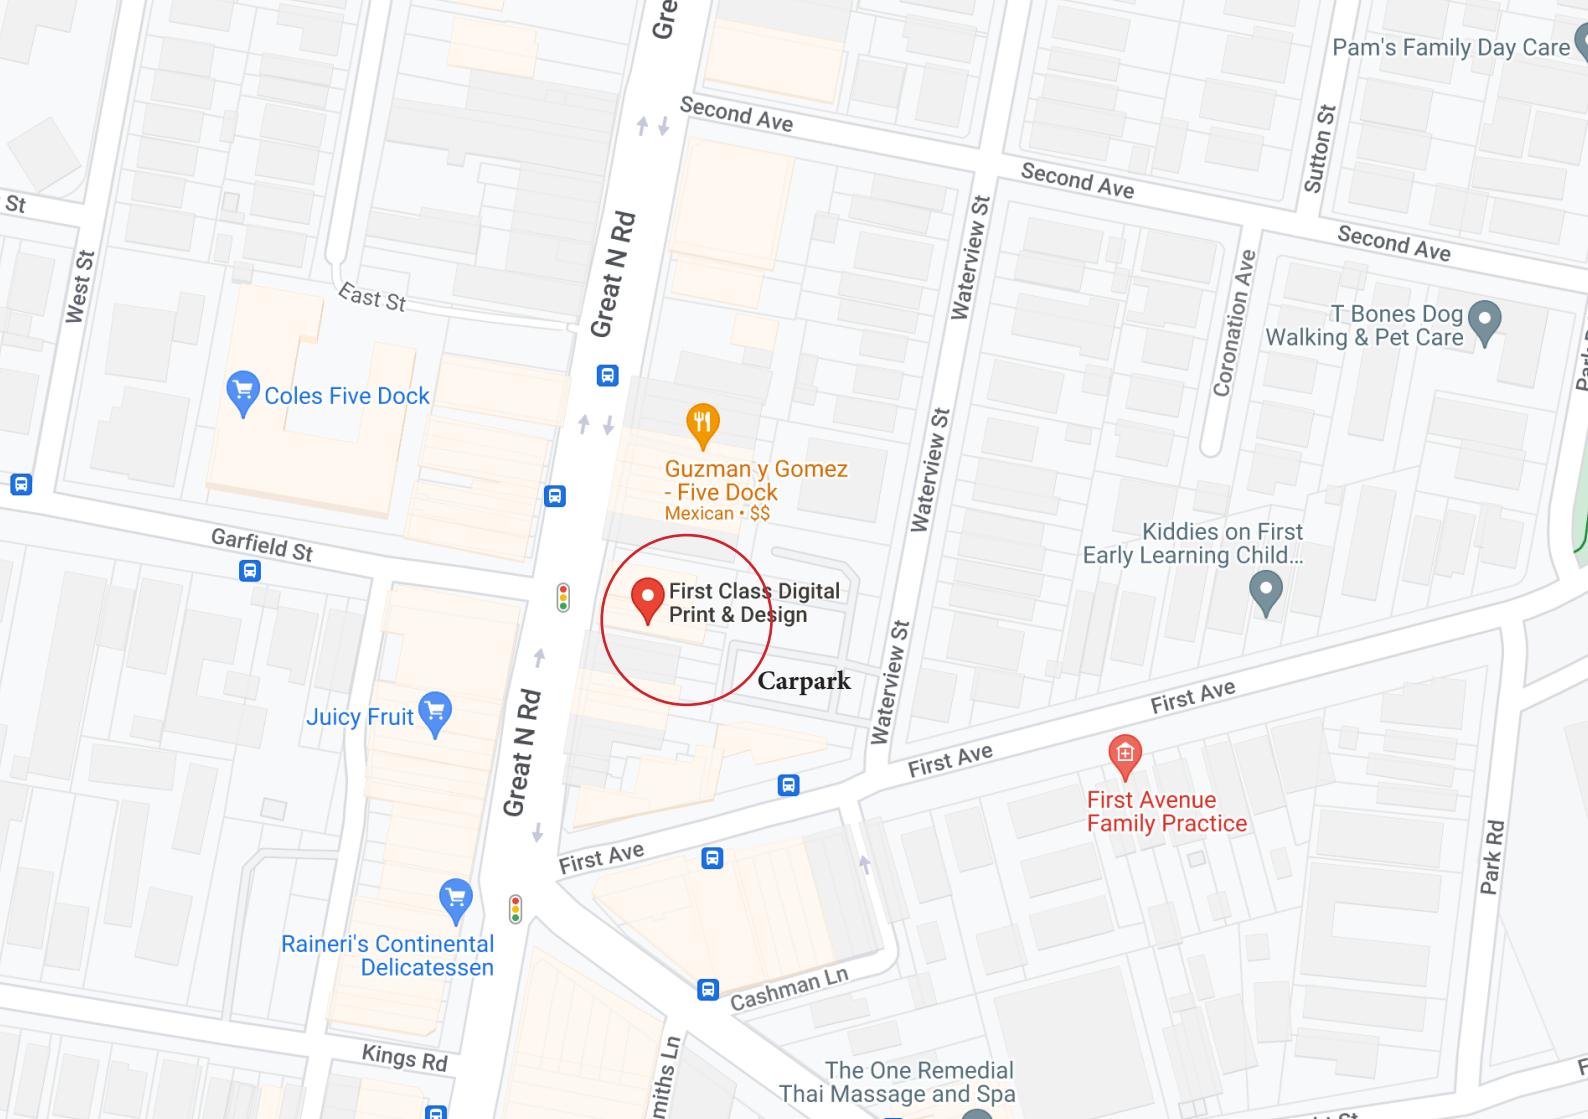 Gre
Pam's Family Day Care
Second Ave
Sutton St
Second Ave
St
Great N Rd
Waterview St
Second Ave
West St
East St
Coronation Ave
T Bones Dog
Walking & Pet Care
Coles Five Dock
Guzman y Gomez
- Five Dock
Mexican • $$
Waterview St
Garfield St
Kiddies on First
Early Learning Child...
First Class Digital
Print & Design
Waterview St
Carpark
Juicy Fruit
Great N Rd
First Ave
First Ave
First Avenue
Family Practice
First Ave
Park Rd
Raineri's Continental
Delicatessen
Cashman Ln
Kings Rd
miths Ln
The One Remedial
Thai Massage and Spa